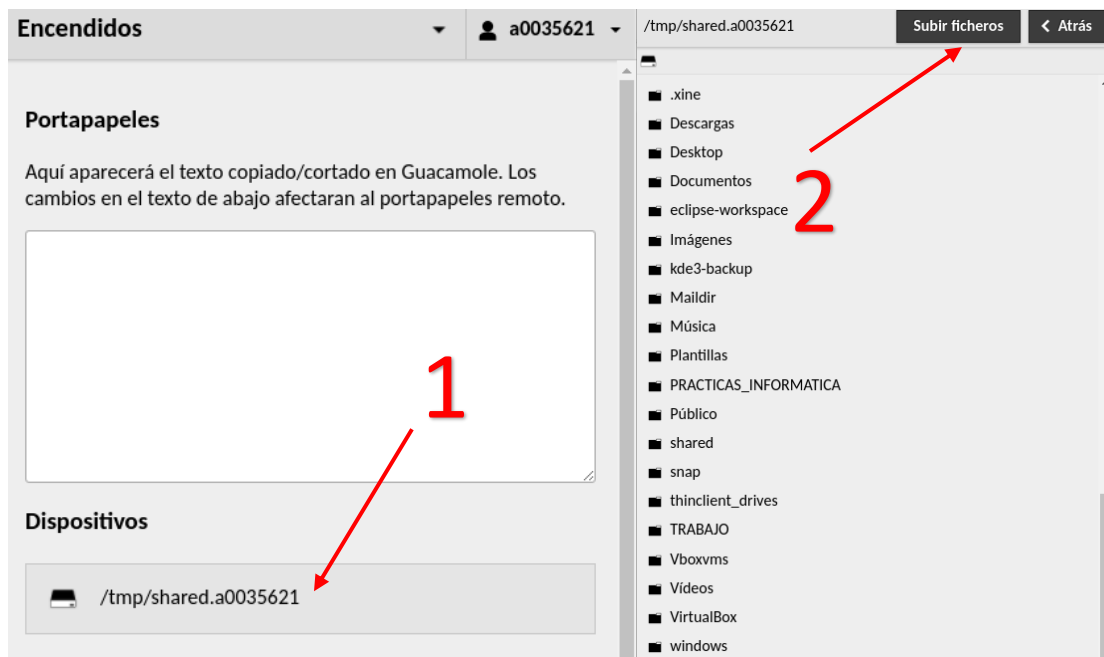 Encendidos
a0035621
Portapapeles
Aquí aparecerá el texto copiado/cortado en Guacamole. Los
cambios en el texto de abajo afectaran al portapapeles remoto.
1
Dispositivos
/tmp/shared.a0035621
/tmp/shared.a0035621
Subir ficheros
Atrás
.xine
Descargas
Desktop
Documentos
eclipse-workspace
2
Imágenes
kde3-backup
Maildir
Música
Plantillas
PRACTICAS_INFORMATICA
Público
shared
snap
thinclient_drives
TRABAJO
Vboxvms
Vídeos
VirtualBox
windows